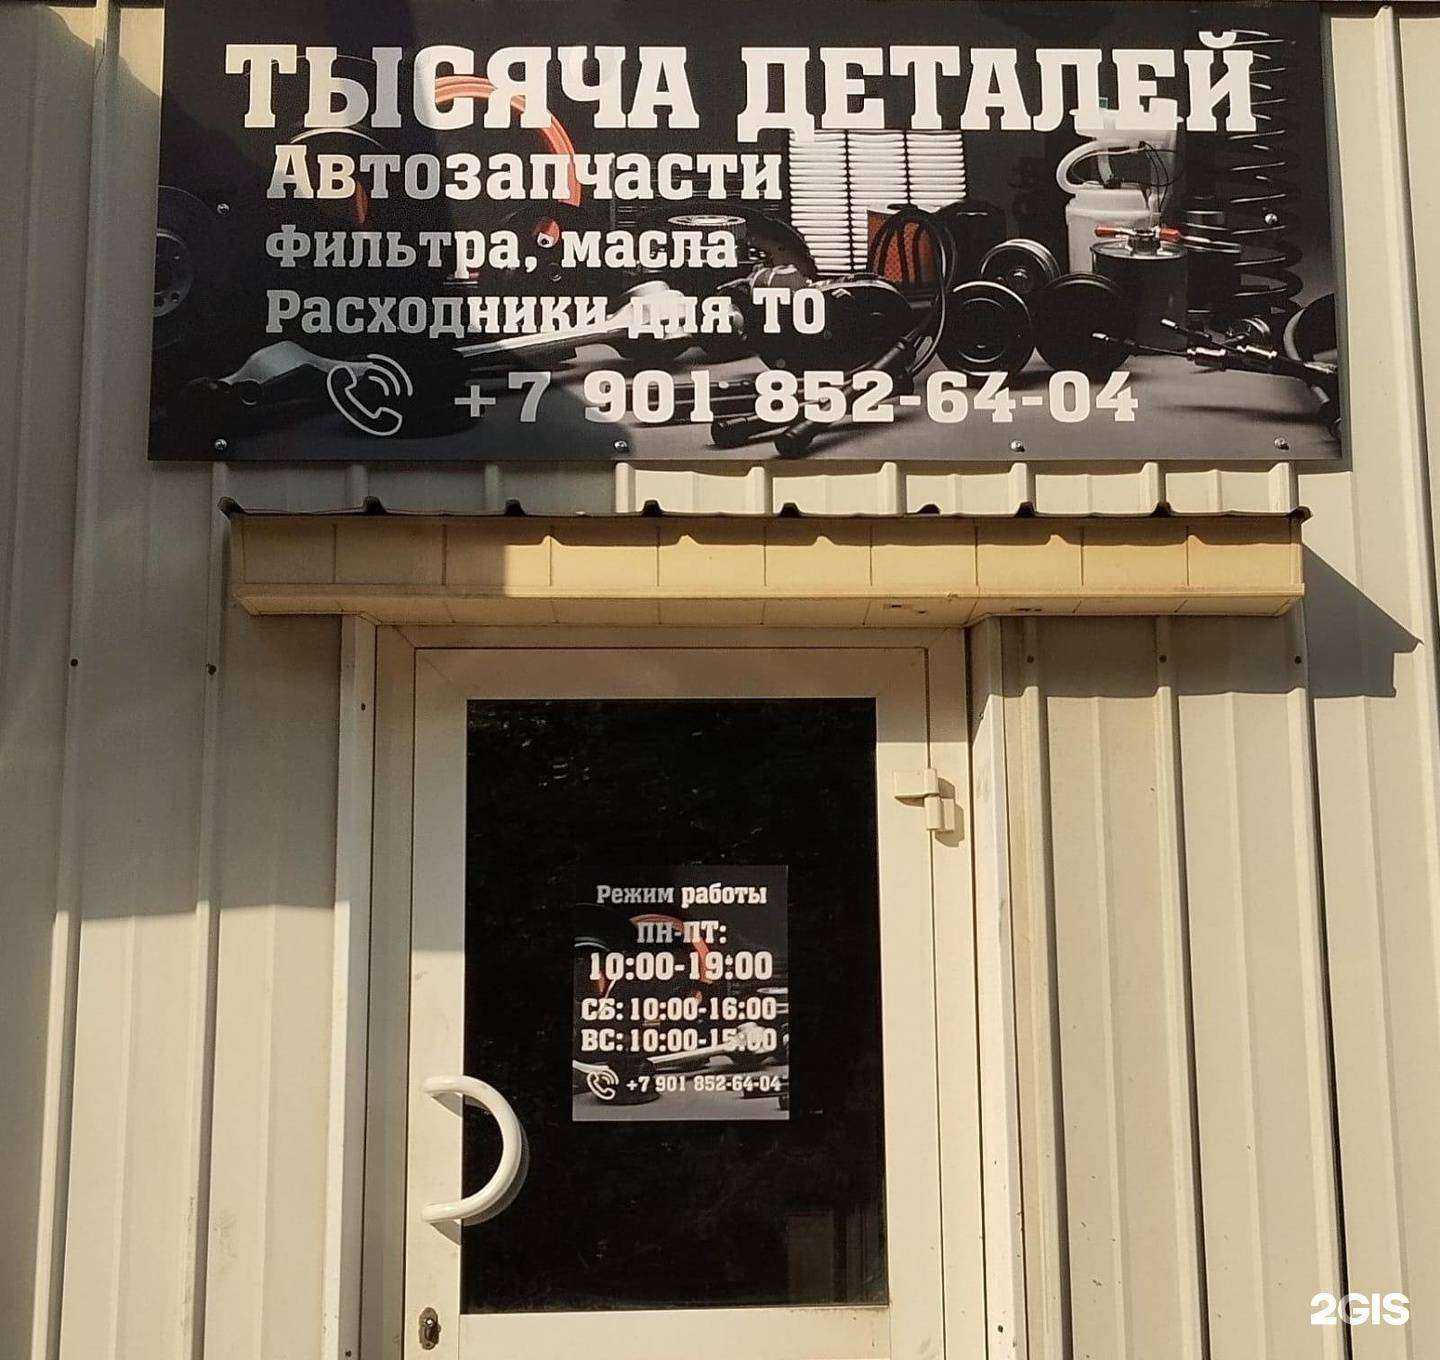 ТЫСЯЧА ДЕТАЛЕЙ
Автозапчасти
Фильтра, масла
Расходники для ТО
+7 901 852-64-04
Режим работы
ПН-ПТ:
10:00-19:00
СБ: 10:00-16:00
ВС: 10:00-15:00
+7 901 852-64-04
2GIS